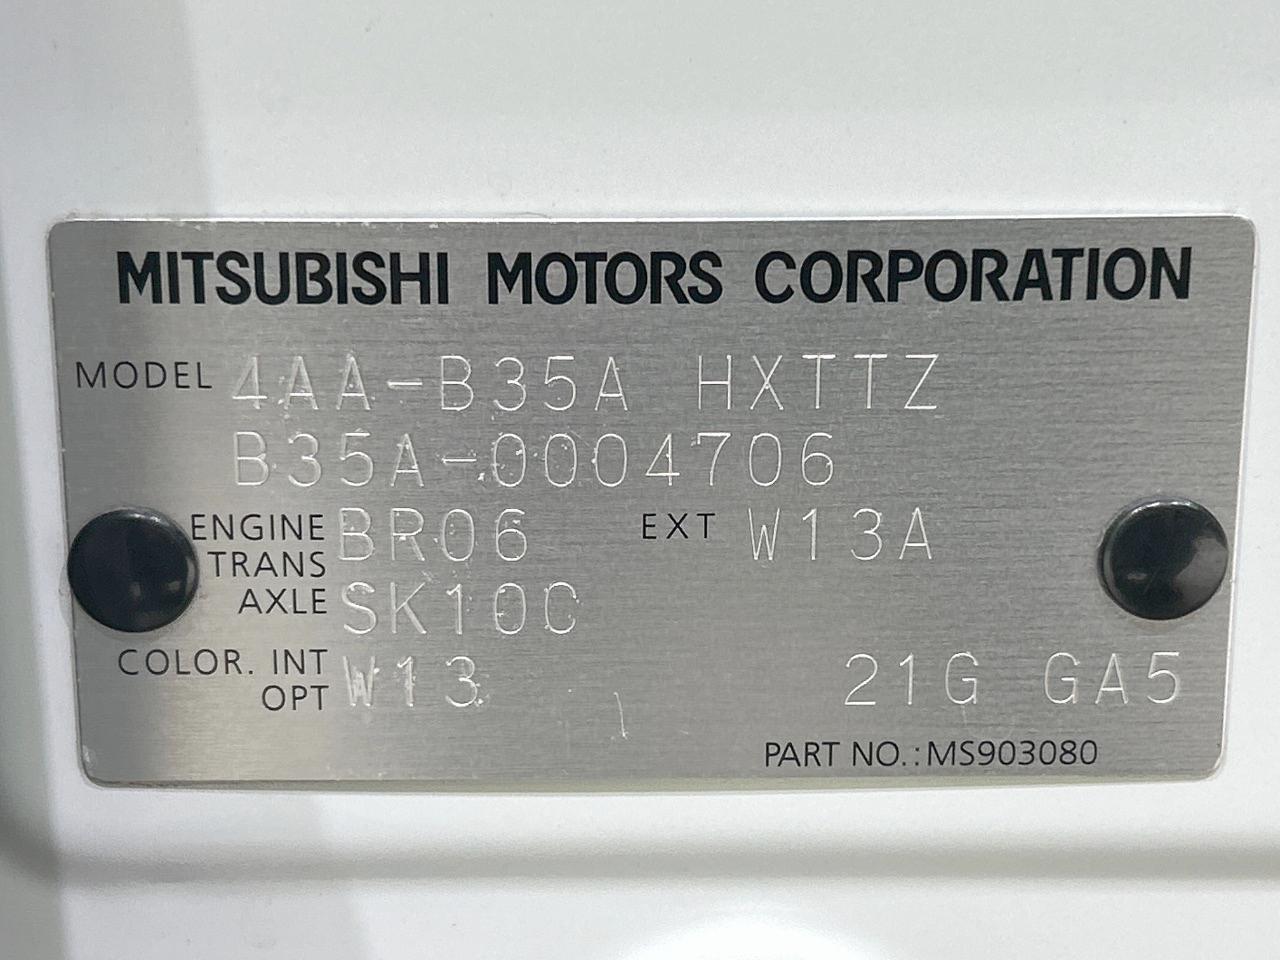 MITSUBISHI MOTORS CORPORATION
MODEL 4AA-B35A HXTTZ
B35A-0004706
ENGINE BR06 EXT W13A
TRANS
AXLE SK10C
COLOR. INT W13 21G GA5
OPT
PART NO.:MS903080